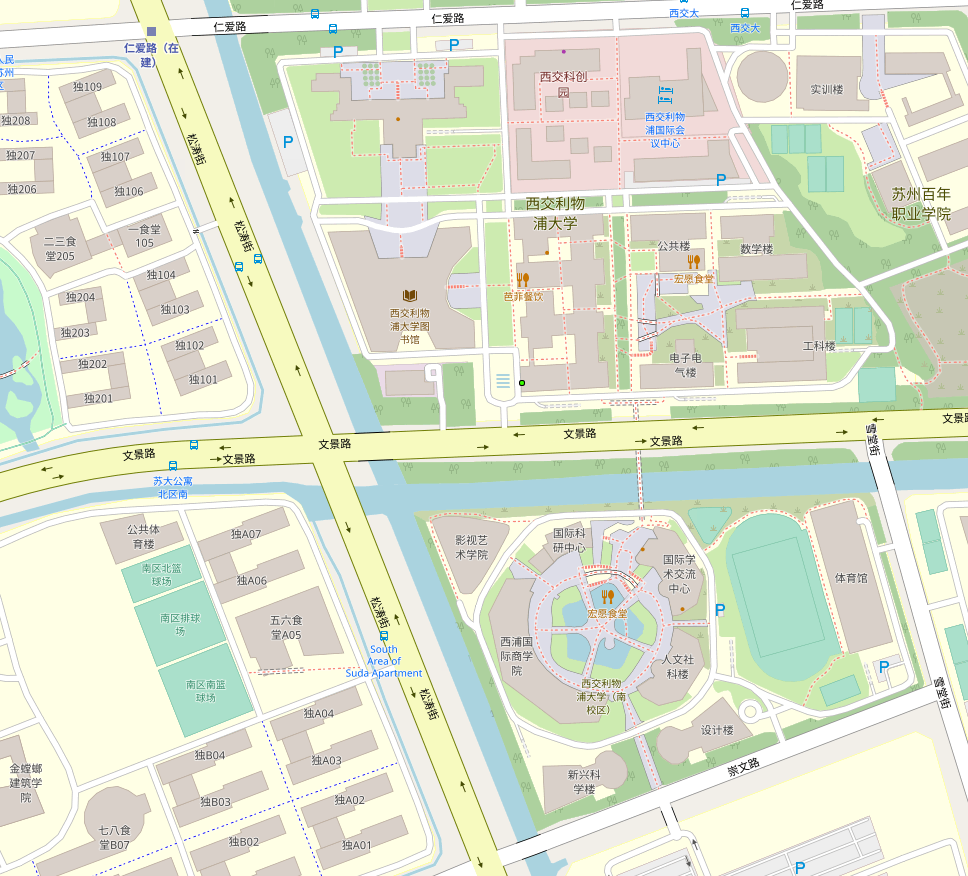 仁爱路
仁爱路
仁爱路
西交大
西交大
仁爱路（在
建）
P
P
人民
苏州
区
独109
独208
独108
松涛街
西交科创
园
实训楼
西交利物
浦国际会
议中心
P
独207
独107
独206
独106
P
苏州百年
职业学院
西交利物
浦大学
二三食
堂205
一食堂
105
松涛街
公共楼
数学楼
宏愿食堂
独104
独204
独103
芭菲餐饮
西交利物
浦大学图
书馆
独203
独102
工科楼
独202
独101
电子电
气楼
独201
文景路
文景路
文景路
文景路
文景路
文景路
雪堂街
苏大公寓
北区南
公共体
育楼
独A07
影视艺
术学院
国际科
研中心
国际学
术交流
中心
南区北篮
球场
独A06
体育馆
宏愿食堂
P
南区排球
场
五六食
堂A05
松涛街
South
Area of
Suda Apartment
西浦国
际商学
院
人文社
科楼
P
南区南篮
球场
西交利物
浦大学（南
校区）
雪堂街
松涛街
独A04
设计楼
独B04
独A03
崇文路
金螳螂
建筑学
院
新兴科
学楼
独B03
独A02
七八食
堂B07
独B02
独A01
P